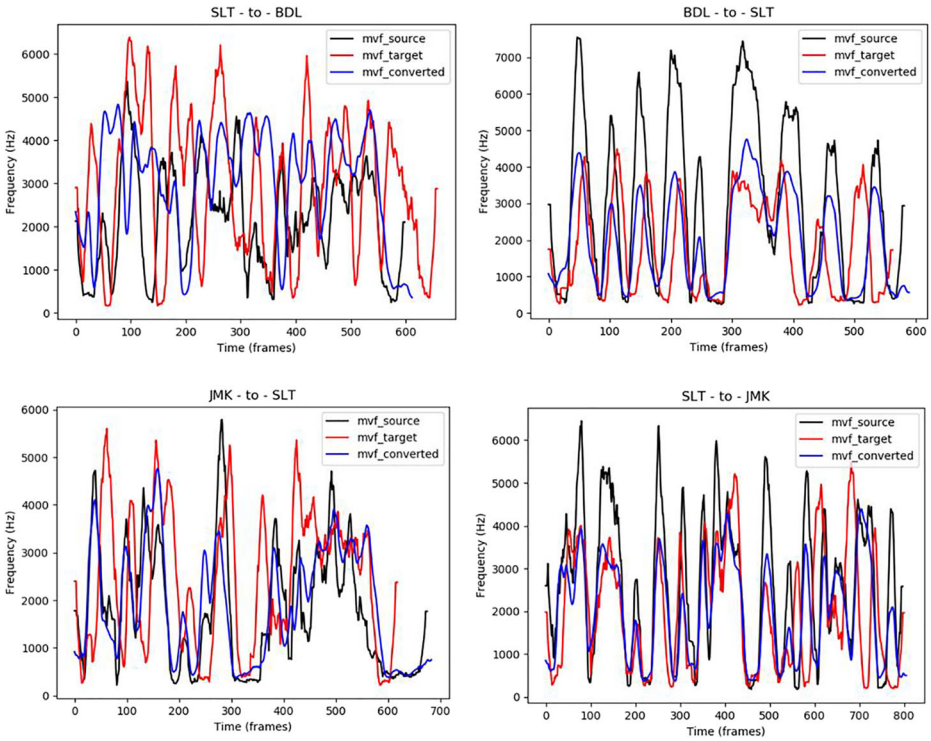 SLT - to - BDL
mvf_source
mvf_target
mvf_converted
Frequency (Hz)
6000
5000
4000
3000
2000
1000
0
0 100 200 300 400 500 600
Time (frames)
BDL - to - SLT
mvf_source
mvf_target
mvf_converted
Frequency (Hz)
7000
6000
5000
4000
3000
2000
1000
0
0 100 200 300 400 500 600
Time (frames)
JMK - to - SLT
mvf_source
mvf_target
mvf_converted
Frequency (Hz)
6000
5000
4000
3000
2000
1000
0
0 100 200 300 400 500 600 700
Time (frames)
SLT - to - JMK
mvf_source
mvf_target
mvf_converted
Frequency (Hz)
6000
5000
4000
3000
2000
1000
0
0 100 200 300 400 500 600 700 800
Time (frames)